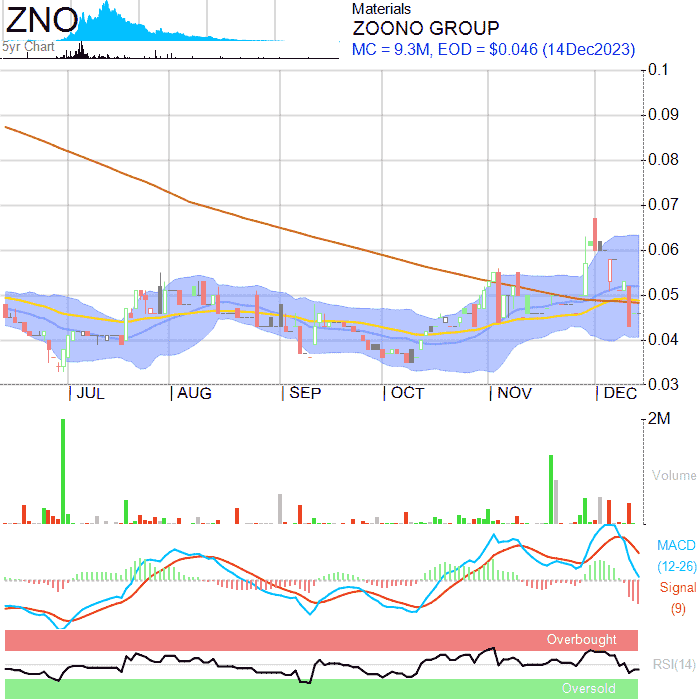 ZNO
5yr Chart
Materials
ZOONO GROUP
MC = 9.3M, EOD = $0.046 (14Dec2023)
0.1
0.09
0.08
0.07
0.06
0.05
0.04
0.03
JUL
AUG
SEP
OCT
NOV
DEC
2M
Volume
0M
MACD
(12-26)
Signal
(9)
Overbought
RSI(14)
Oversold